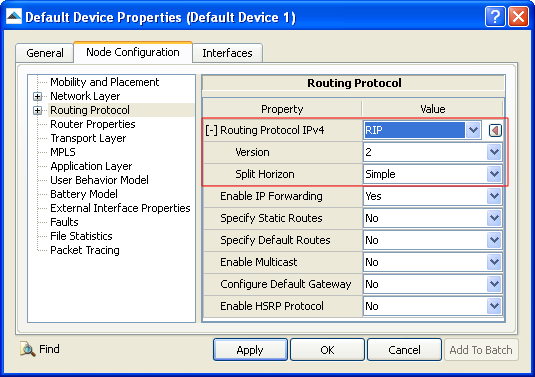 Default Device Properties (Default Device 1)
General Node Configuration Interfaces
Mobility and Placement
Network Layer
Routing Protocol
Router Properties
Transport Layer
MPLS
Application Layer
User Behavior Model
Battery Model
External Interface Properties
Faults
File Statistics
Packet Tracing
Routing Protocol
Property Value
[-] Routing Protocol IPv4 RIP
Version 2
Split Horizon Simple
Enable IP Forwarding Yes
Specify Static Routes No
Specify Default Routes No
Enable Multicast No
Configure Default Gateway No
Enable HSRP Protocol No
Find Apply OK Cancel Add To Batch